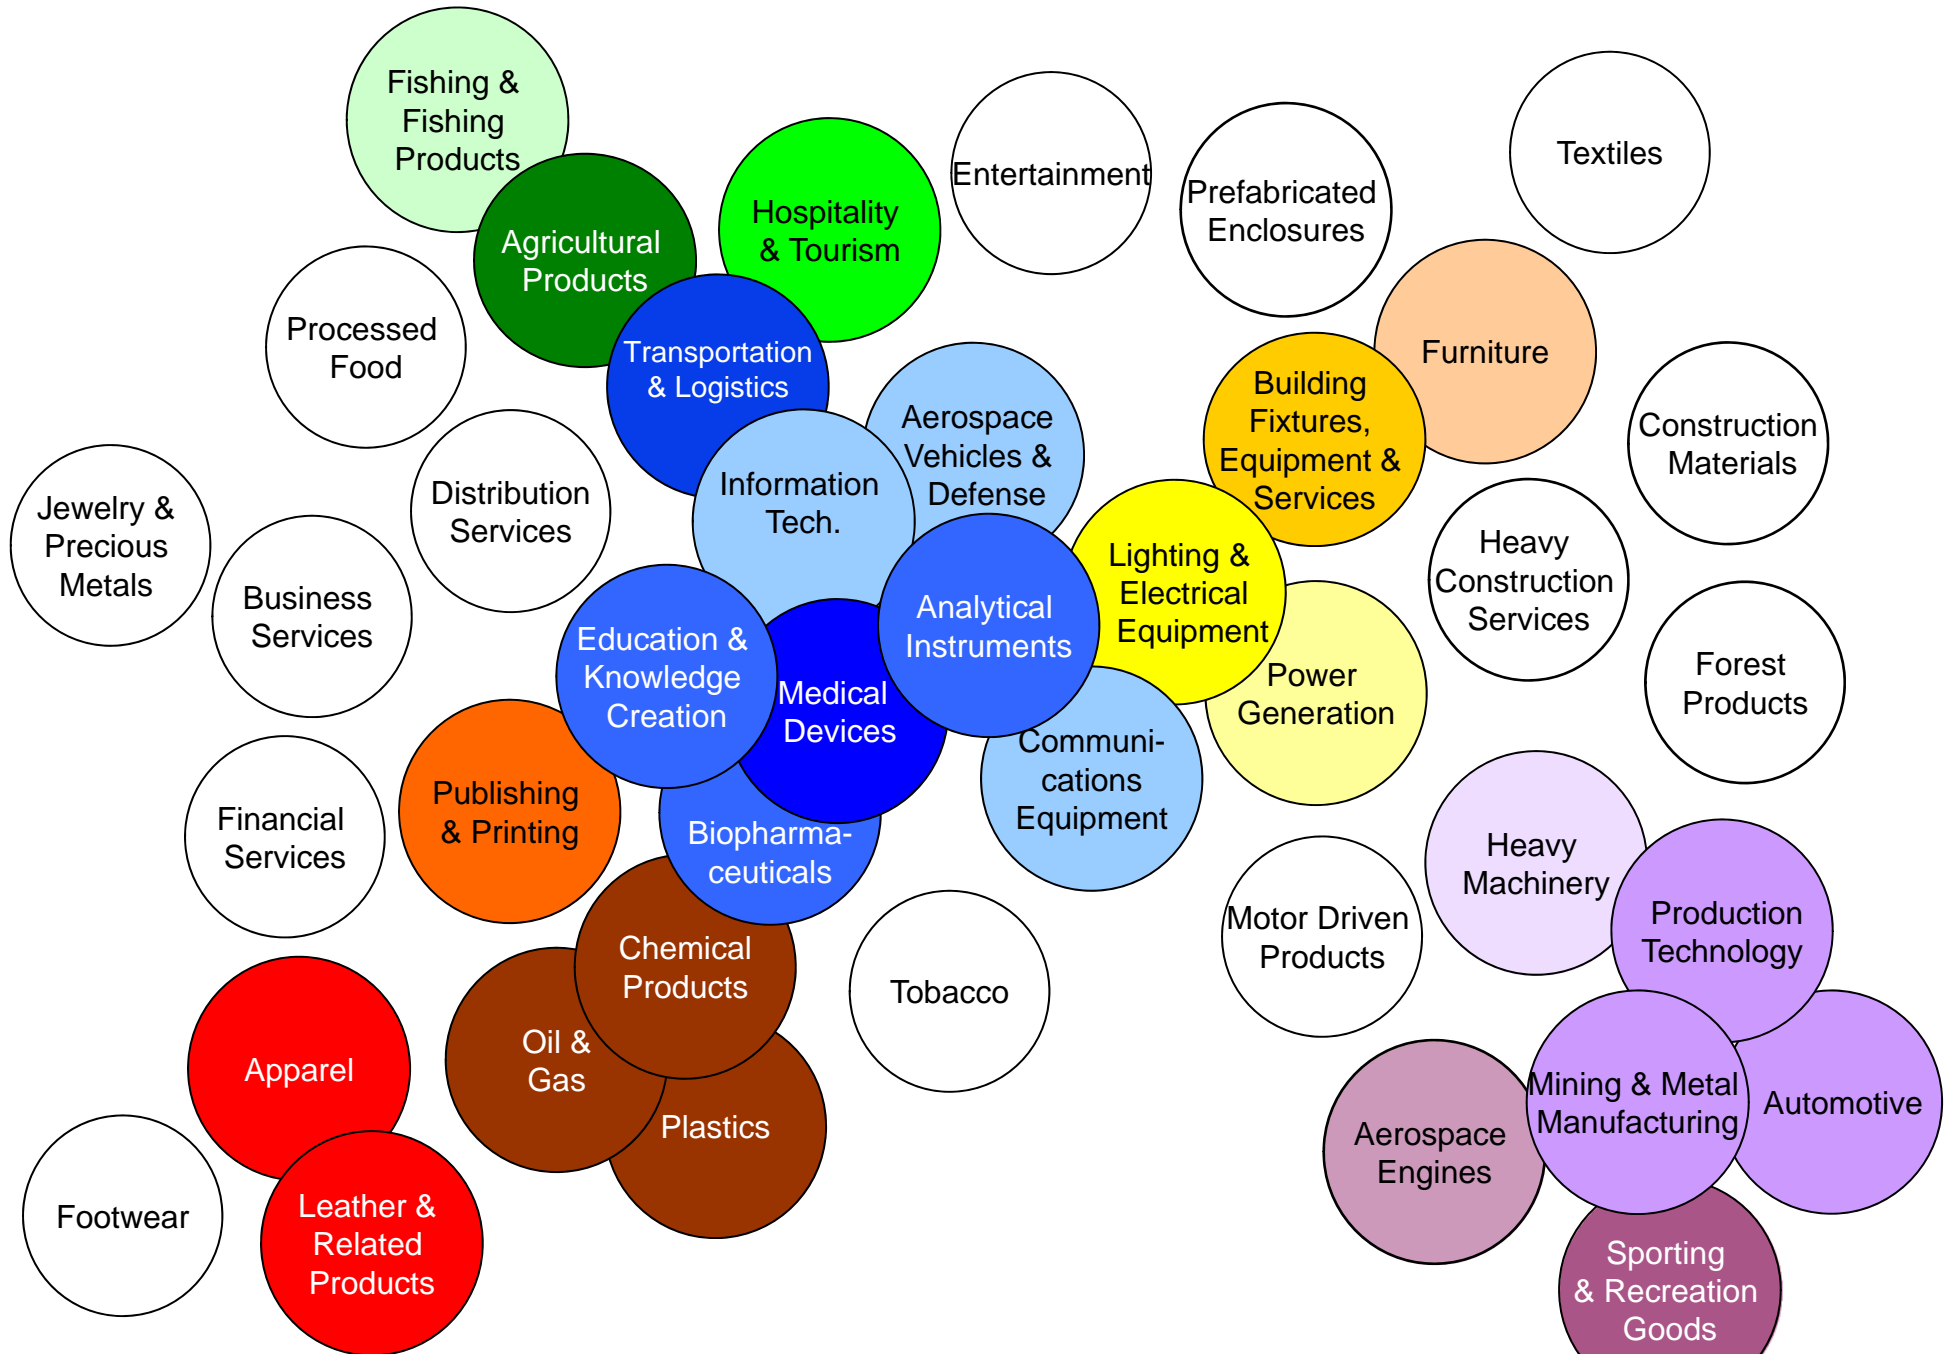 Fishing &
Fishing
Products
Textiles
Entertainment
Prefabricated
Enclosures
Hospitality
& Tourism
Agricultural
Products
Processed
Food
Transportation
& Logistics
Furniture
Building
Fixtures,
Equipment &
Services
Aerospace
Vehicles &
Defense
Construction
Materials
Information
Tech.
Distribution
Services
Jewelry &
Precious
Metals
Business
Services
Heavy
Construction
Services
Lighting &
Electrical
Equipment
Analytical
Instruments
Education &
Knowledge
Creation
Medical
Devices
Power
Generation
Forest
Products
Communi-
cations
Equipment
Publishing
& Printing
Financial
Services
Biopharma-
ceuticals
Heavy
Machinery
Motor Driven
Products
Production
Technology
Chemical
Products
Tobacco
Oil &
Gas
Apparel
Plastics
Mining & Metal
Manufacturing
Automotive
Aerospace
Engines
Footwear
Leather &
Related
Products
Sporting
& Recreation
Goods